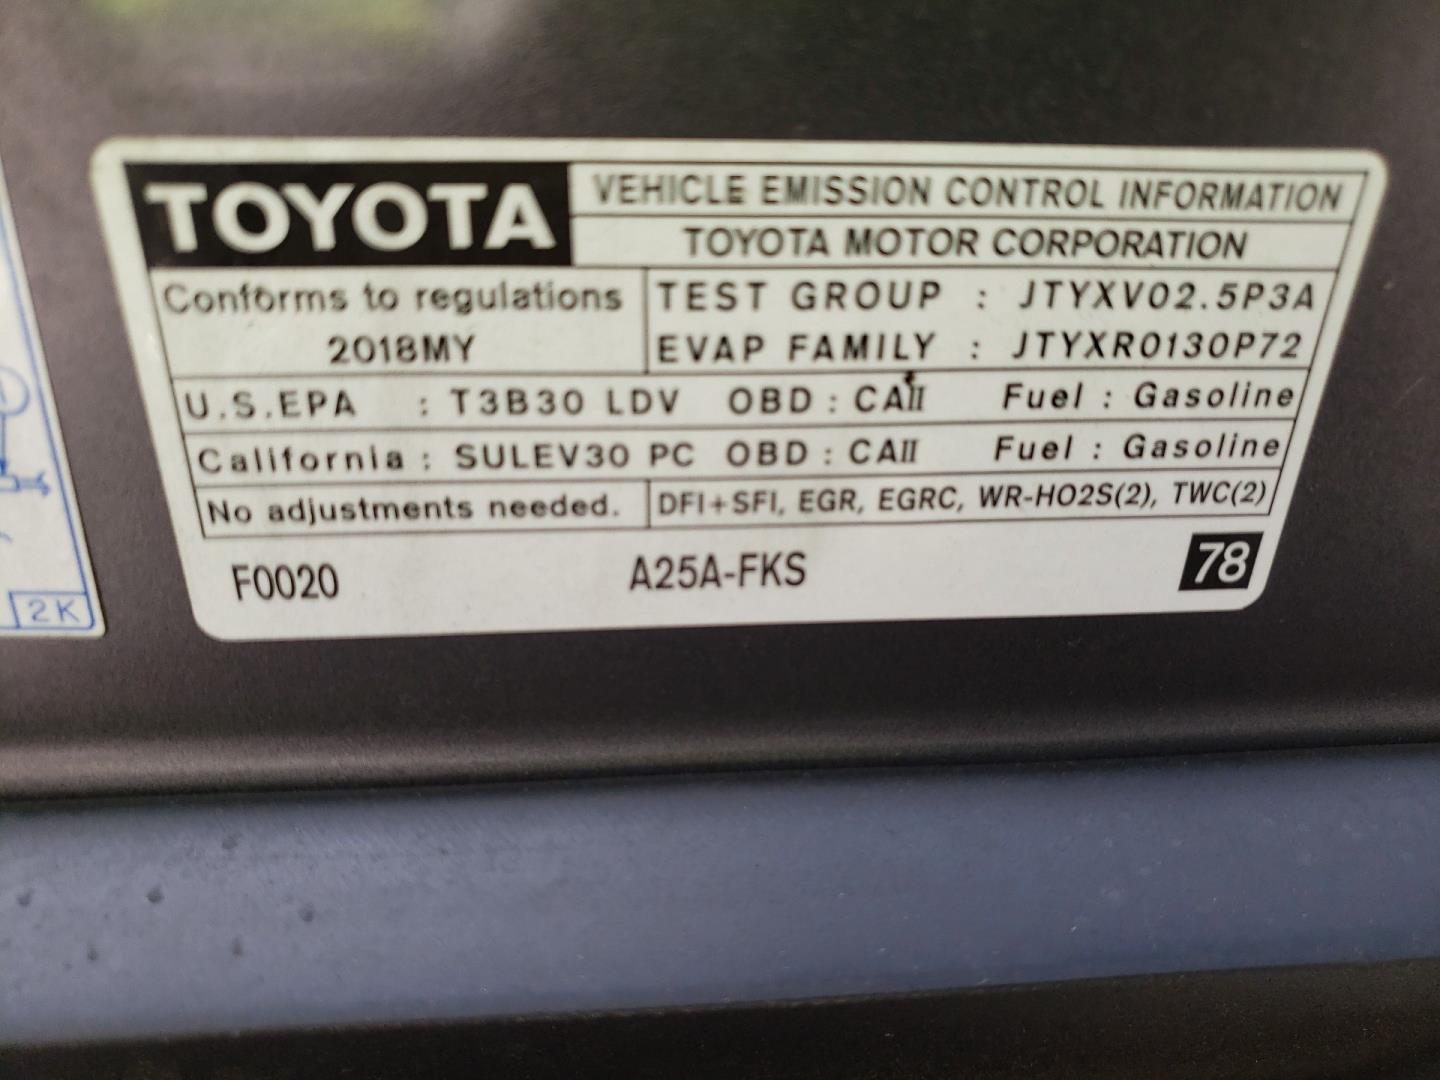 TOYOTA
VEHICLE EMISSION CONTROL INFORMATION
TOYOTA MOTOR CORPORATION
Conforms to regulations
2018MY
TEST GROUP : JTYXV02.5P3A
EVAP FAMILY : JTYXR0130P72
U.S.EPA : T3B30 LDV OBD : CAII Fuel : Gasoline
California : SULEV30 PC OBD : CAII Fuel : Gasoline
No adjustments needed. DFI+SFI, EGR, EGRC, WR-HO2S(2), TWC(2)
F0020 A25A-FKS 78
2K